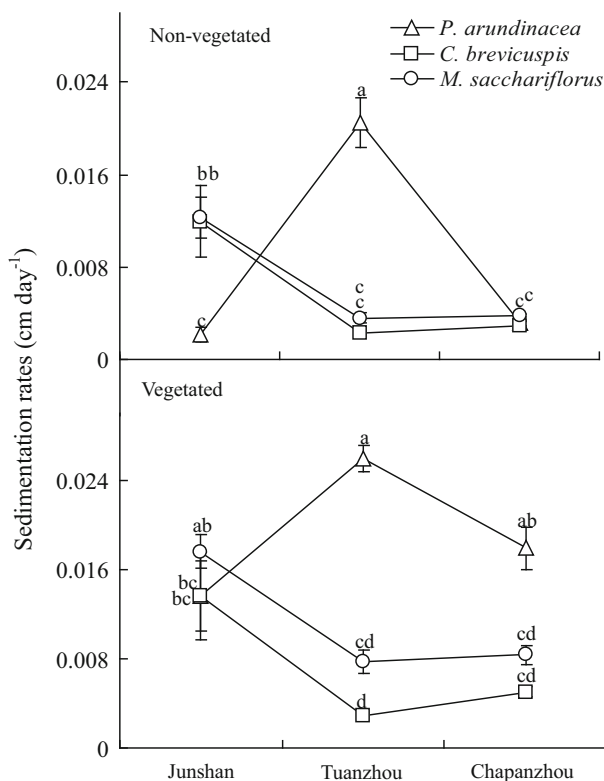 Non-vegetated
P. arundinacea
C. brevicuspis
M. sacchariflorus
0.024
a
0.016
bb
0.008
c
c
c
c c
0
Sedimentation rates (cm day-1)
Vegetated
a
0.024
ab
ab
0.016
bc
bc
cd
cd
0.008
cd
d
0
Junshan
Tuanzhou
Chapanzhou